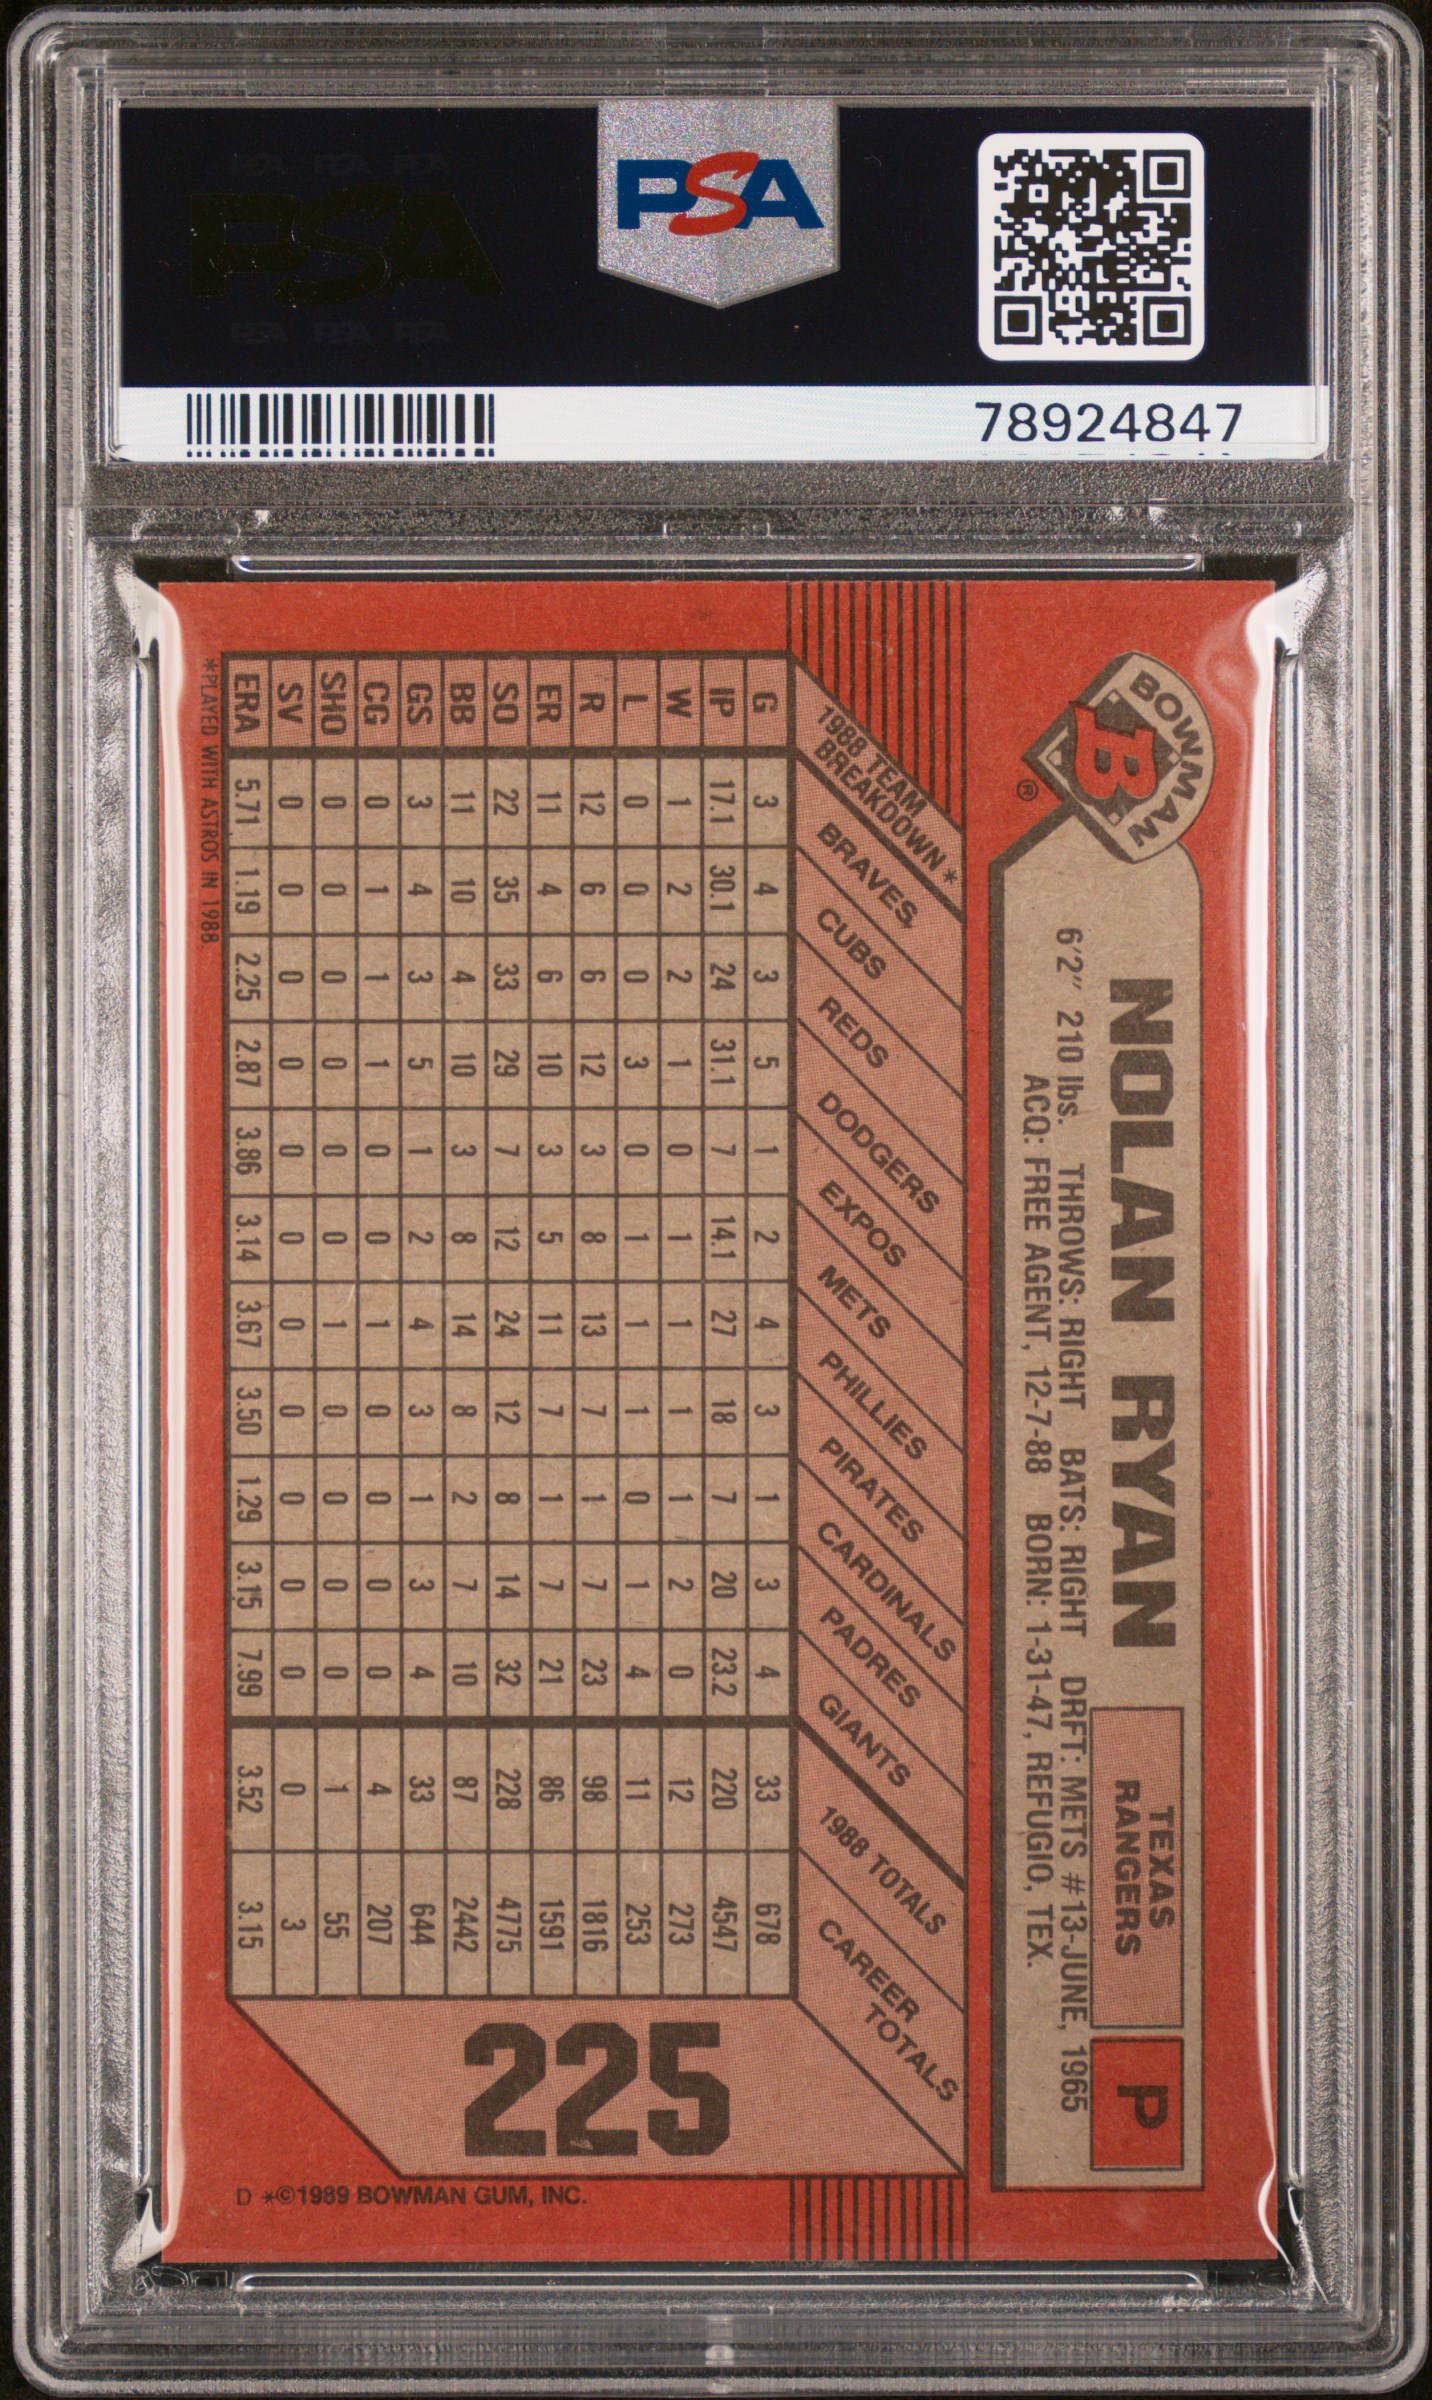 PSA
PSA PSA PSA
PSA
PSA PSA PSA
78924847
BOWMAN
B
®
NOLAN RYAN
TEXAS
RANGERS
P
6'2" 210 lbs. THROWS: RIGHT BATS: RIGHT DRFT: METS #13-JUNE, 1965
ACQ: FREE AGENT, 12-7-88 BORN: 1-31-47, REFUGIO, TEX.
1988 TEAM
BREAKDOWN *
BRAVES
CUBS
REDS
DODGERS
EXPOS
METS
PHILLIES
PIRATES
CARDINALS
PADRES
GIANTS
1988 TOTALS
CAREER
TOTALS
G 3 4 3 5 1 2 4 3 1 3 4 33 678
IP 17.1 30.1 24 31.1 7 14.1 27 18 7 20 23.2 220 4547
W 1 2 2 1 0 1 1 1 1 2 0 12 273
L 0 0 0 3 0 1 1 1 0 1 4 11 253
R 12 6 6 12 3 8 13 7 1 7 23 98 1816
ER 11 4 6 10 3 5 11 7 1 7 21 86 1591
SO 22 35 33 29 7 12 24 12 8 14 32 228 4775
BB 11 10 4 10 3 8 14 8 2 7 10 87 2442
GS 3 4 3 5 1 2 4 3 1 3 4 33 644
CG 0 1 1 1 0 0 1 0 0 0 0 4 207
SHO 0 0 0 0 0 0 1 0 0 0 0 1 55
SV 0 0 0 0 0 0 0 0 0 0 0 0 3
ERA 5.71 1.19 2.25 2.87 3.86 3.14 3.67 3.50 1.29 3.15 7.99 3.52 3.15
*PLAYED WITH ASTROS IN 1988.
225
D *©1989 BOWMAN GUM, INC.